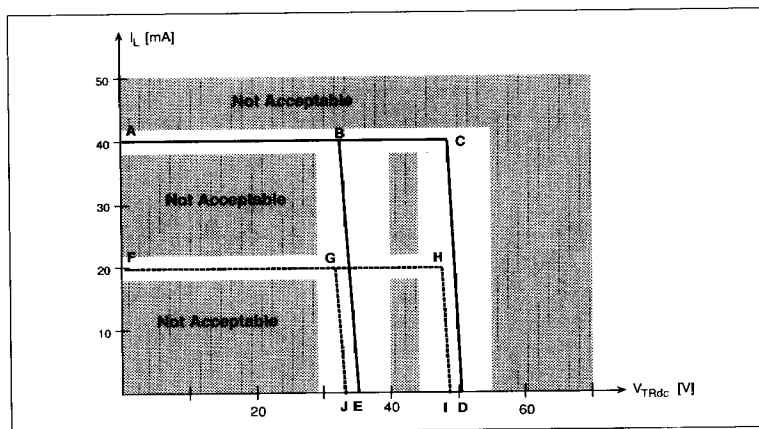 I_L [mA]
50
Not Acceptable
A B C
40
Not Acceptable
30
F G H
20
Not Acceptable
10
V_TRdc [V]
20 J E 40 I D 60